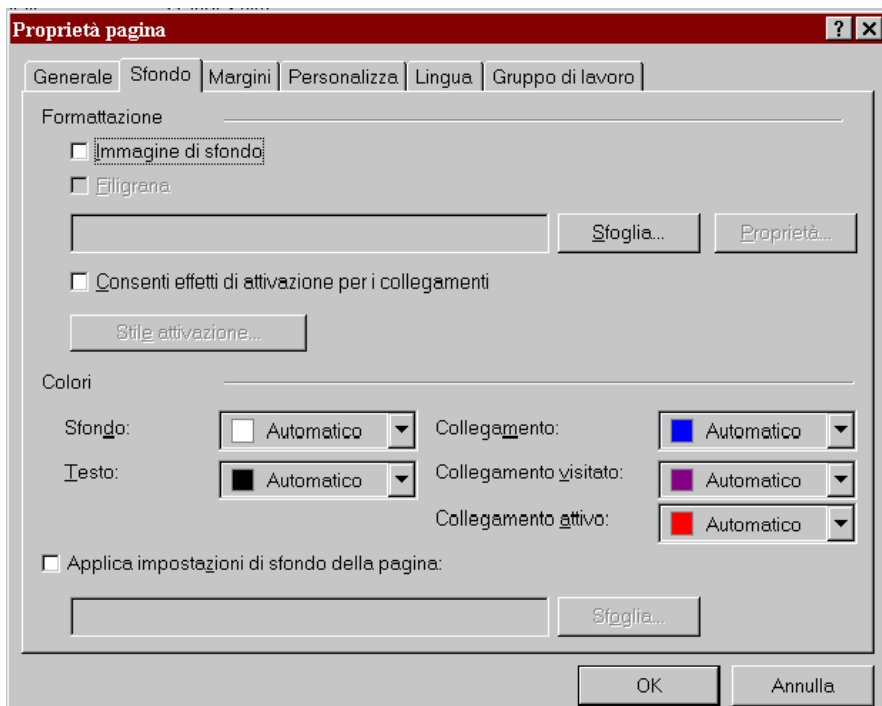 Proprietà pagina
Generale Sfondo Margini Personalizza Lingua Gruppo di lavoro
Formattazione
Immagine di sfondo
Filigrana
Sfoglia... Proprietà...
Consenti effetti di attivazione per i collegamenti
Stile attivazione...
Colori
Sfondo: Automatico Collegamento: Automatico
Testo: Automatico Collegamento visitato: Automatico
Collegamento attivo: Automatico
Applica impostazioni di sfondo della pagina:
Sfoglia...
OK Annulla